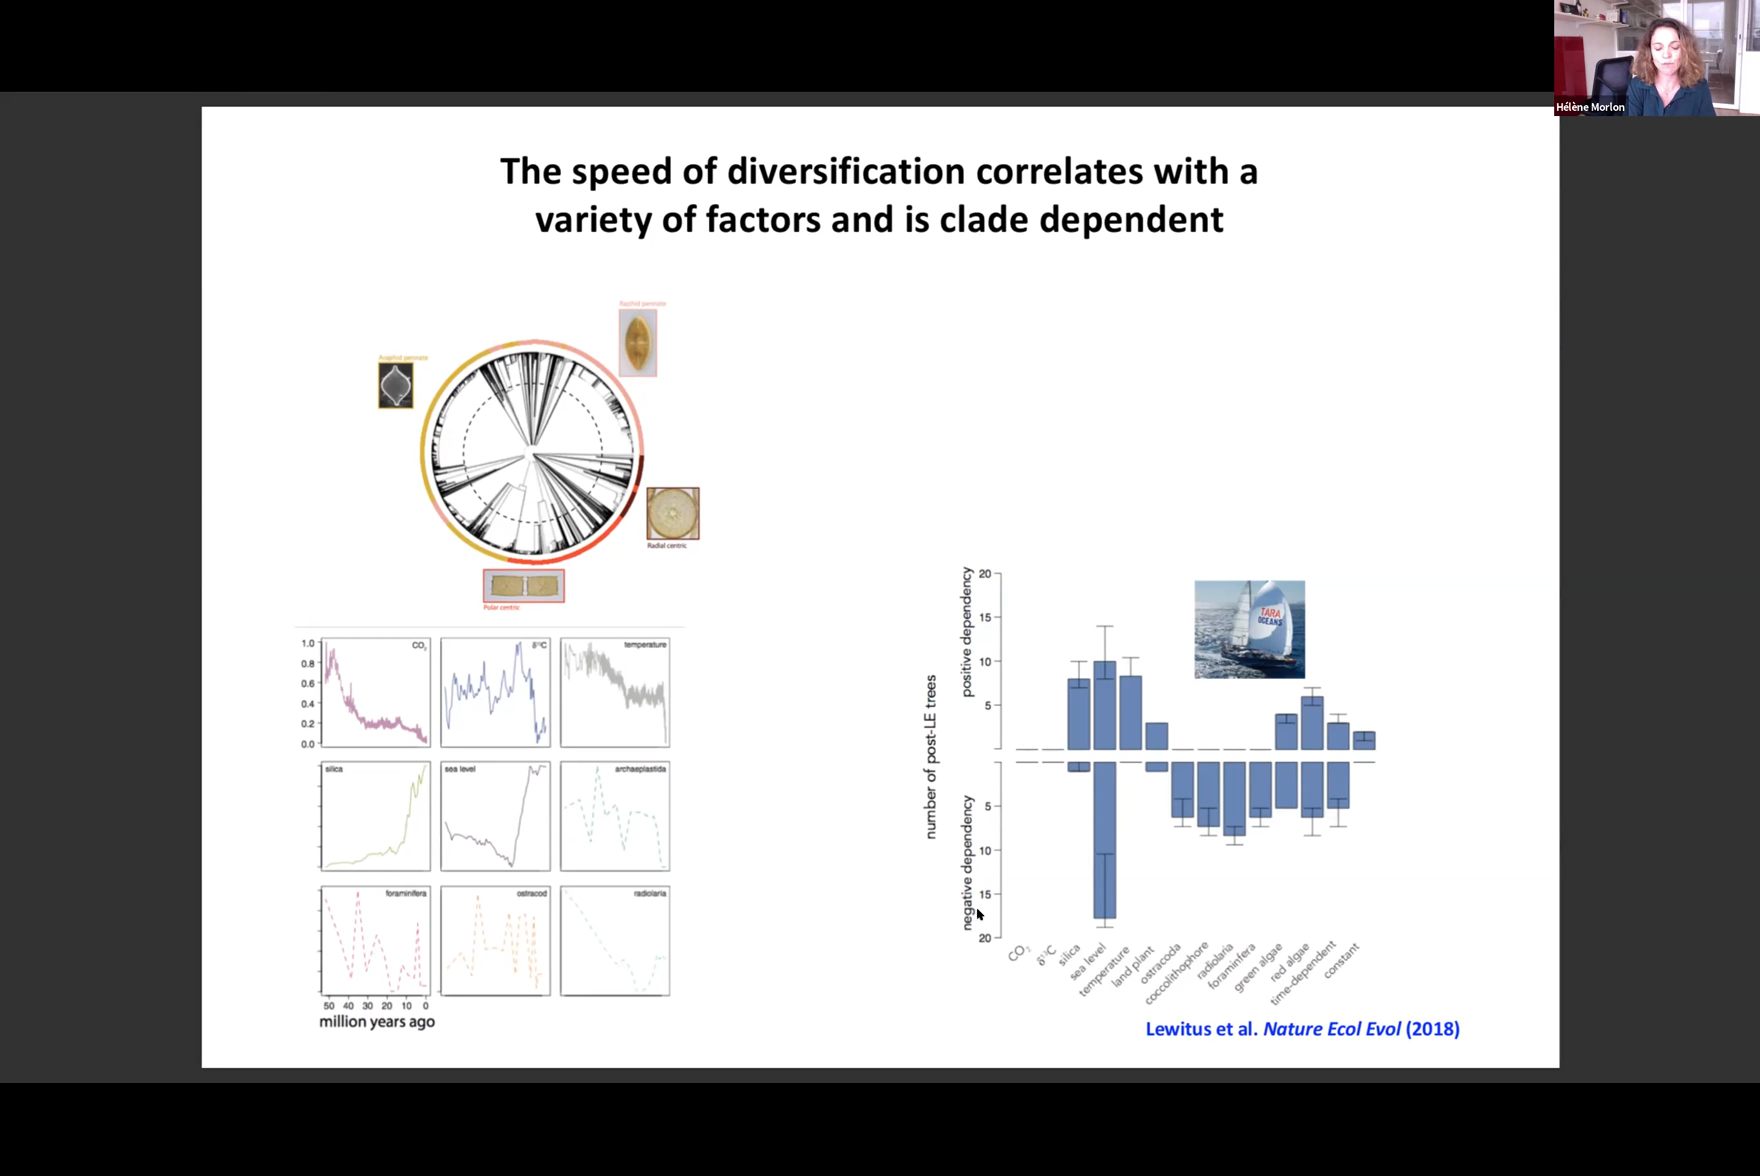 Hélène Morlon
The speed of diversification correlates with a
variety of factors and is clade dependent
Raphid pennate
Araphid pennate
Radial centric
Polar centric
CO₂
1.0
0.8
0.6
0.4
0.2
0.0
δ¹³C
temperature
silica
sea level
archaeplastida
foraminifera
ostracod
radiolaria
50 40 30 20 10 0
million years ago
number of post-LE trees
positive dependency
20
15
10
5
TARA
OCEANS
negative dependency
5
10
15
20
CO₂
δ¹³C
silica
sea level
temperature
land plant
ostracoda
coccolithophore
radiolaria
foraminfera
green algae
red algae
time-dependent
constant
Lewitus et al. Nature Ecol Evol (2018)